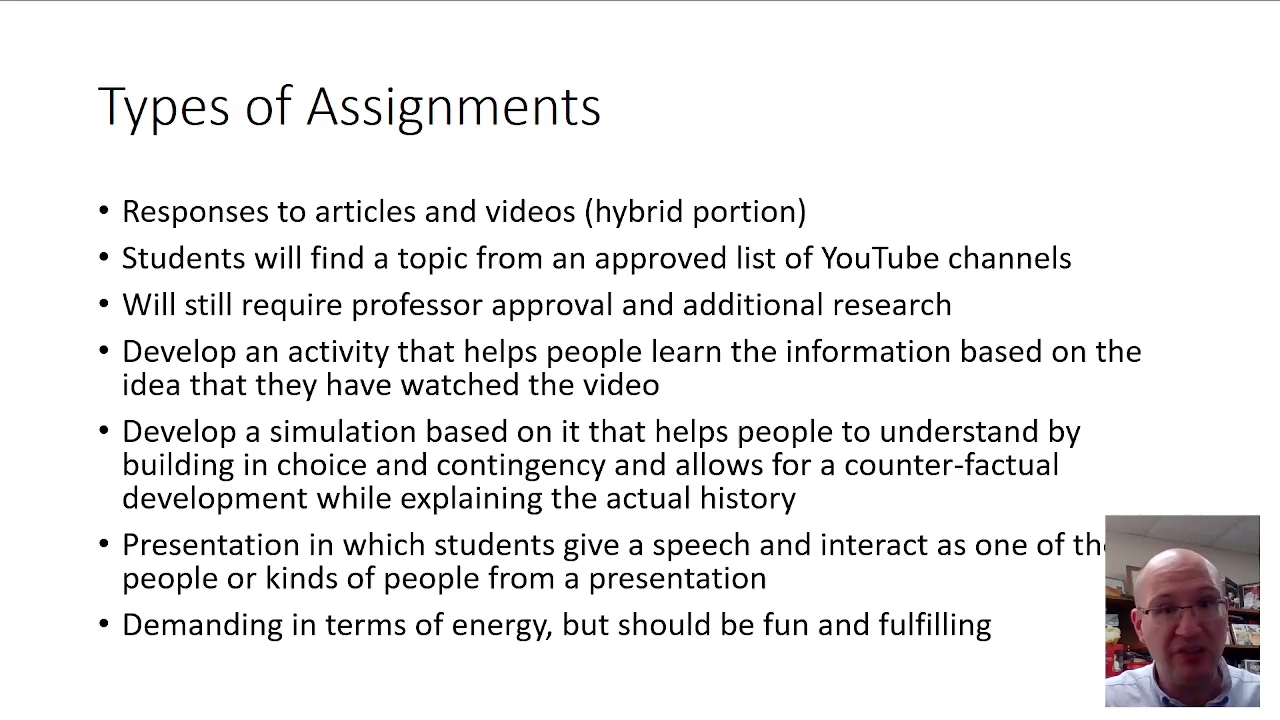 Types of Assignments
• Responses to articles and videos (hybrid portion)
• Students will find a topic from an approved list of YouTube channels
• Will still require professor approval and additional research
• Develop an activity that helps people learn the information based on the
idea that they have watched the video
• Develop a simulation based on it that helps people to understand by
building in choice and contingency and allows for a counter-factual
development while explaining the actual history
• Presentation in which students give a speech and interact as one of
people or kinds of people from a presentation
• Demanding in terms of energy, but should be fun and fulfilling